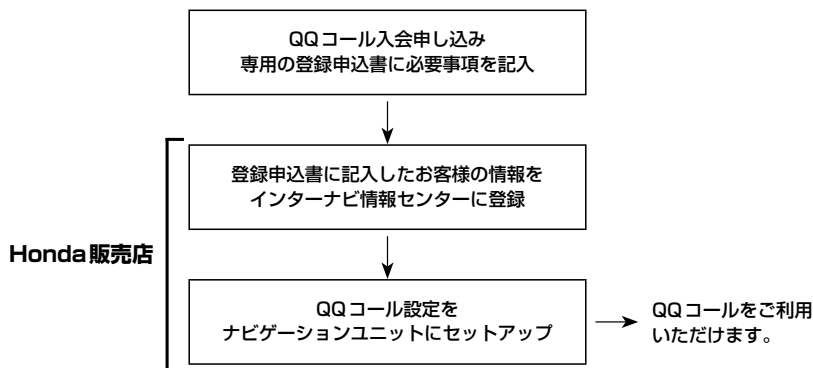 QQコール入会申し込み
専用の登録申込書に必要事項を記入
登録申込書に記入したお客様の情報を
インターナビ情報センターに登録
Honda販売店
QQコール設定を
ナビゲーションユニットにセットアップ
QQコールをご利用
いただけます。